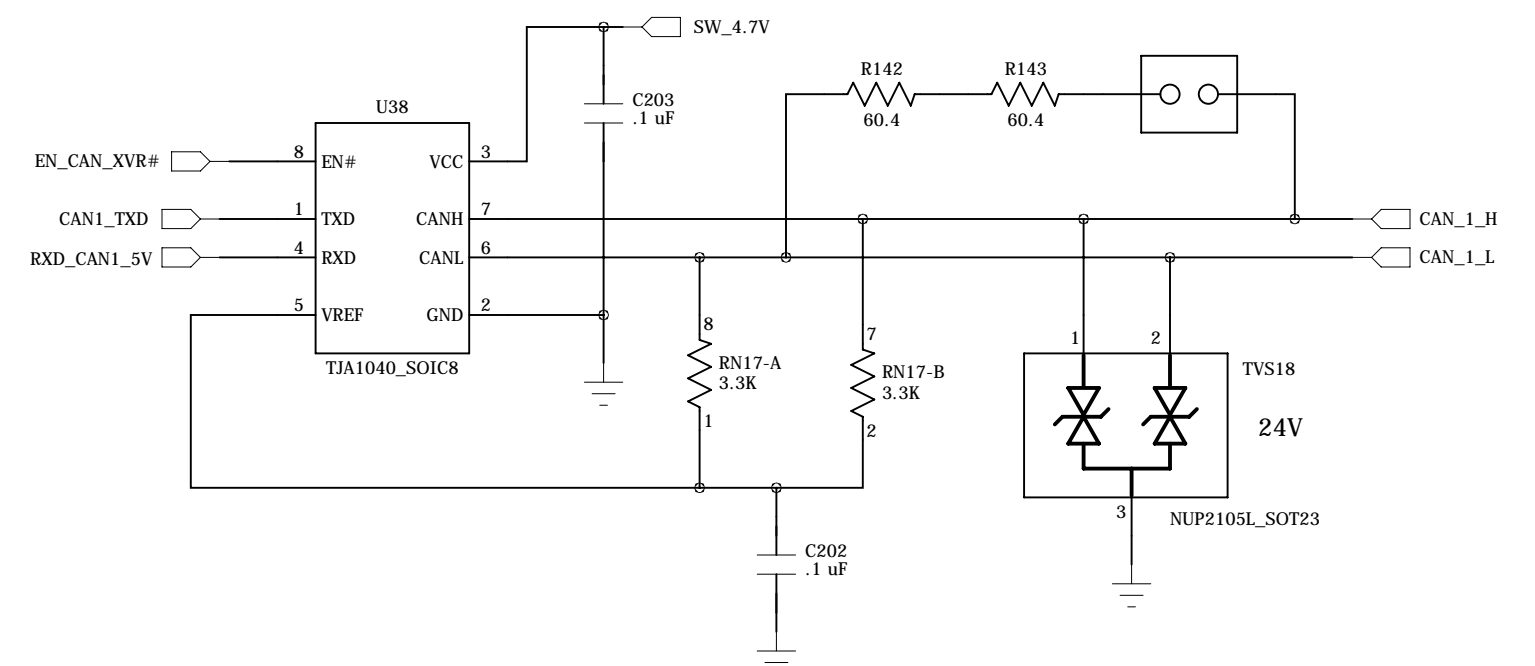 SW_4.7V
R142
R143
60.4
60.4
C203
.1 uF
U38
EN_CAN_XVR#
8
EN#
VCC
3
CAN1_TXD
1
TXD
CANH
7
CAN_1_H
RXD_CAN1_5V
4
RXD
CANL
6
CAN_1_L
5
VREF
GND
2
TJA1040_SOIC8
8
RN17-A
3.3K
1
7
RN17-B
3.3K
2
1
2
TVS18
24V
3
NUP2105L_SOT23
C202
.1 uF